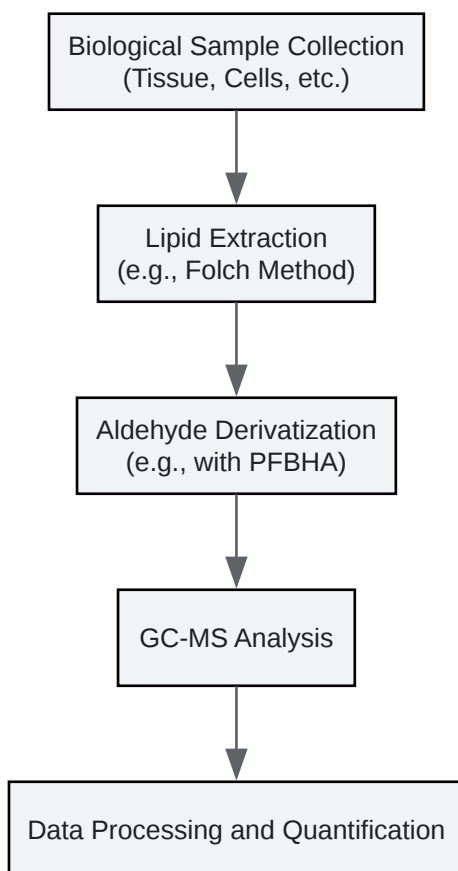 Biological Sample Collection
(Tissue, Cells, etc.)
Lipid Extraction
(e.g., Folch Method)
Aldehyde Derivatization
(e.g., with PFBHA)
GC-MS Analysis
Data Processing and Quantification